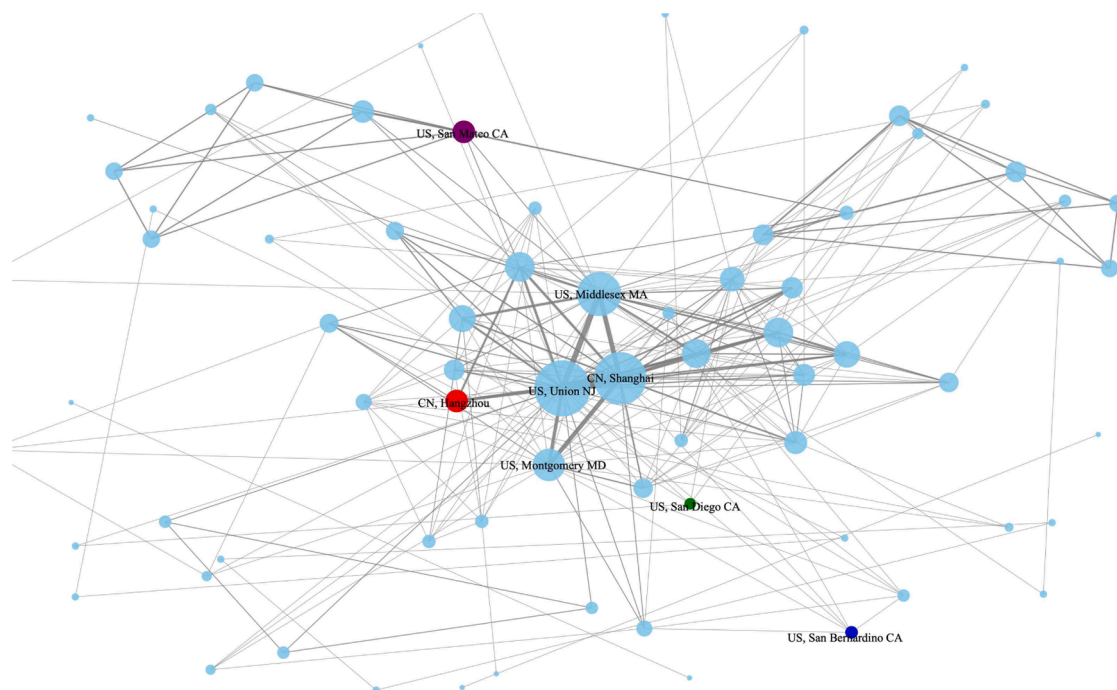 US, San Mateo CA
US, Middlesex MA
CN, Shanghai
US, Union NJ
CN, Hangzhou
US, Montgomery MD
US, San Diego CA
US, San Bernardino CA